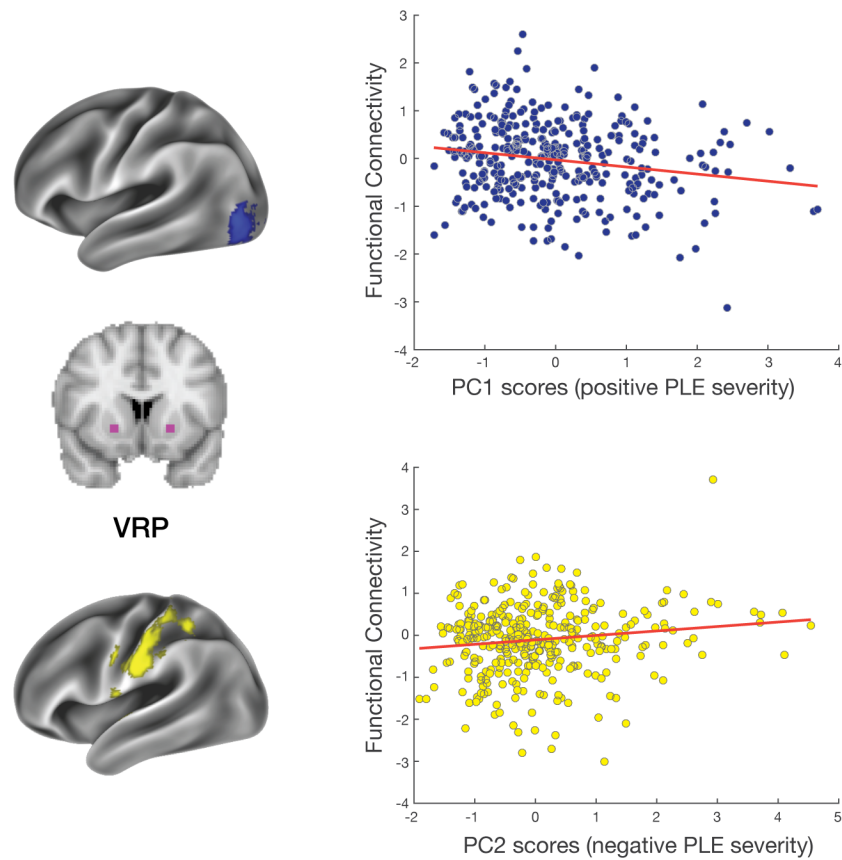 3
2
1
0
-1
-2
-3
-4
Functional Connectivity
-2 -1 0 1 2 3 4
PC1 scores (positive PLE severity)
VRP
4
3
2
1
0
-1
-2
-3
-4
Functional Connectivity
-2 -1 0 1 2 3 4 5
PC2 scores (negative PLE severity)